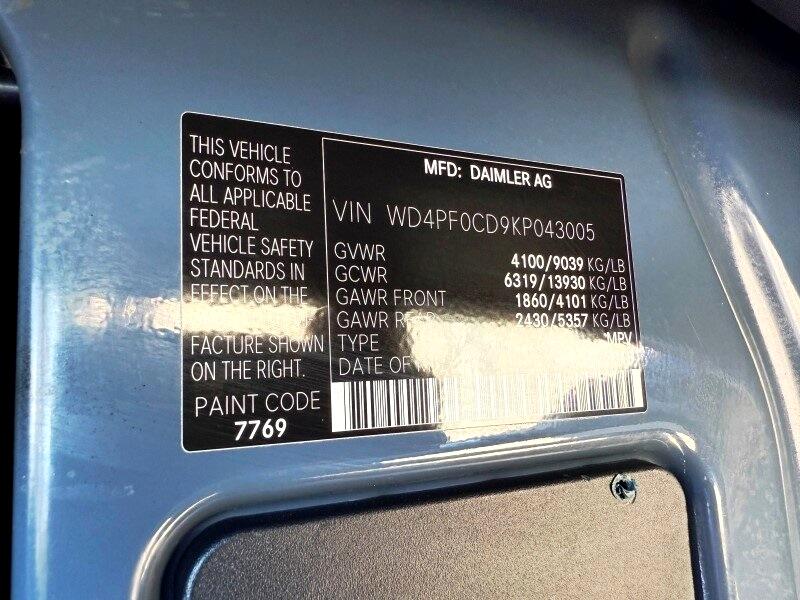 THIS VEHICLE
CONFORMS TO
ALL APPLICABLE
FEDERAL
VEHICLE SAFETY
STANDARDS IN
EFFECT ON THE
FACTURE SHOWN
ON THE RIGHT.
PAINT CODE
7769
MFD: DAIMLER AG
VIN WD4PF0CD9KP043005
GVWR 4100/9039 KG/LB
GCWR 6319/13930 KG/LB
GAWR FRONT 1860/4101 KG/LB
GAWR REAR 2430/5357 KG/LB
TYPE MPV
DATE OF